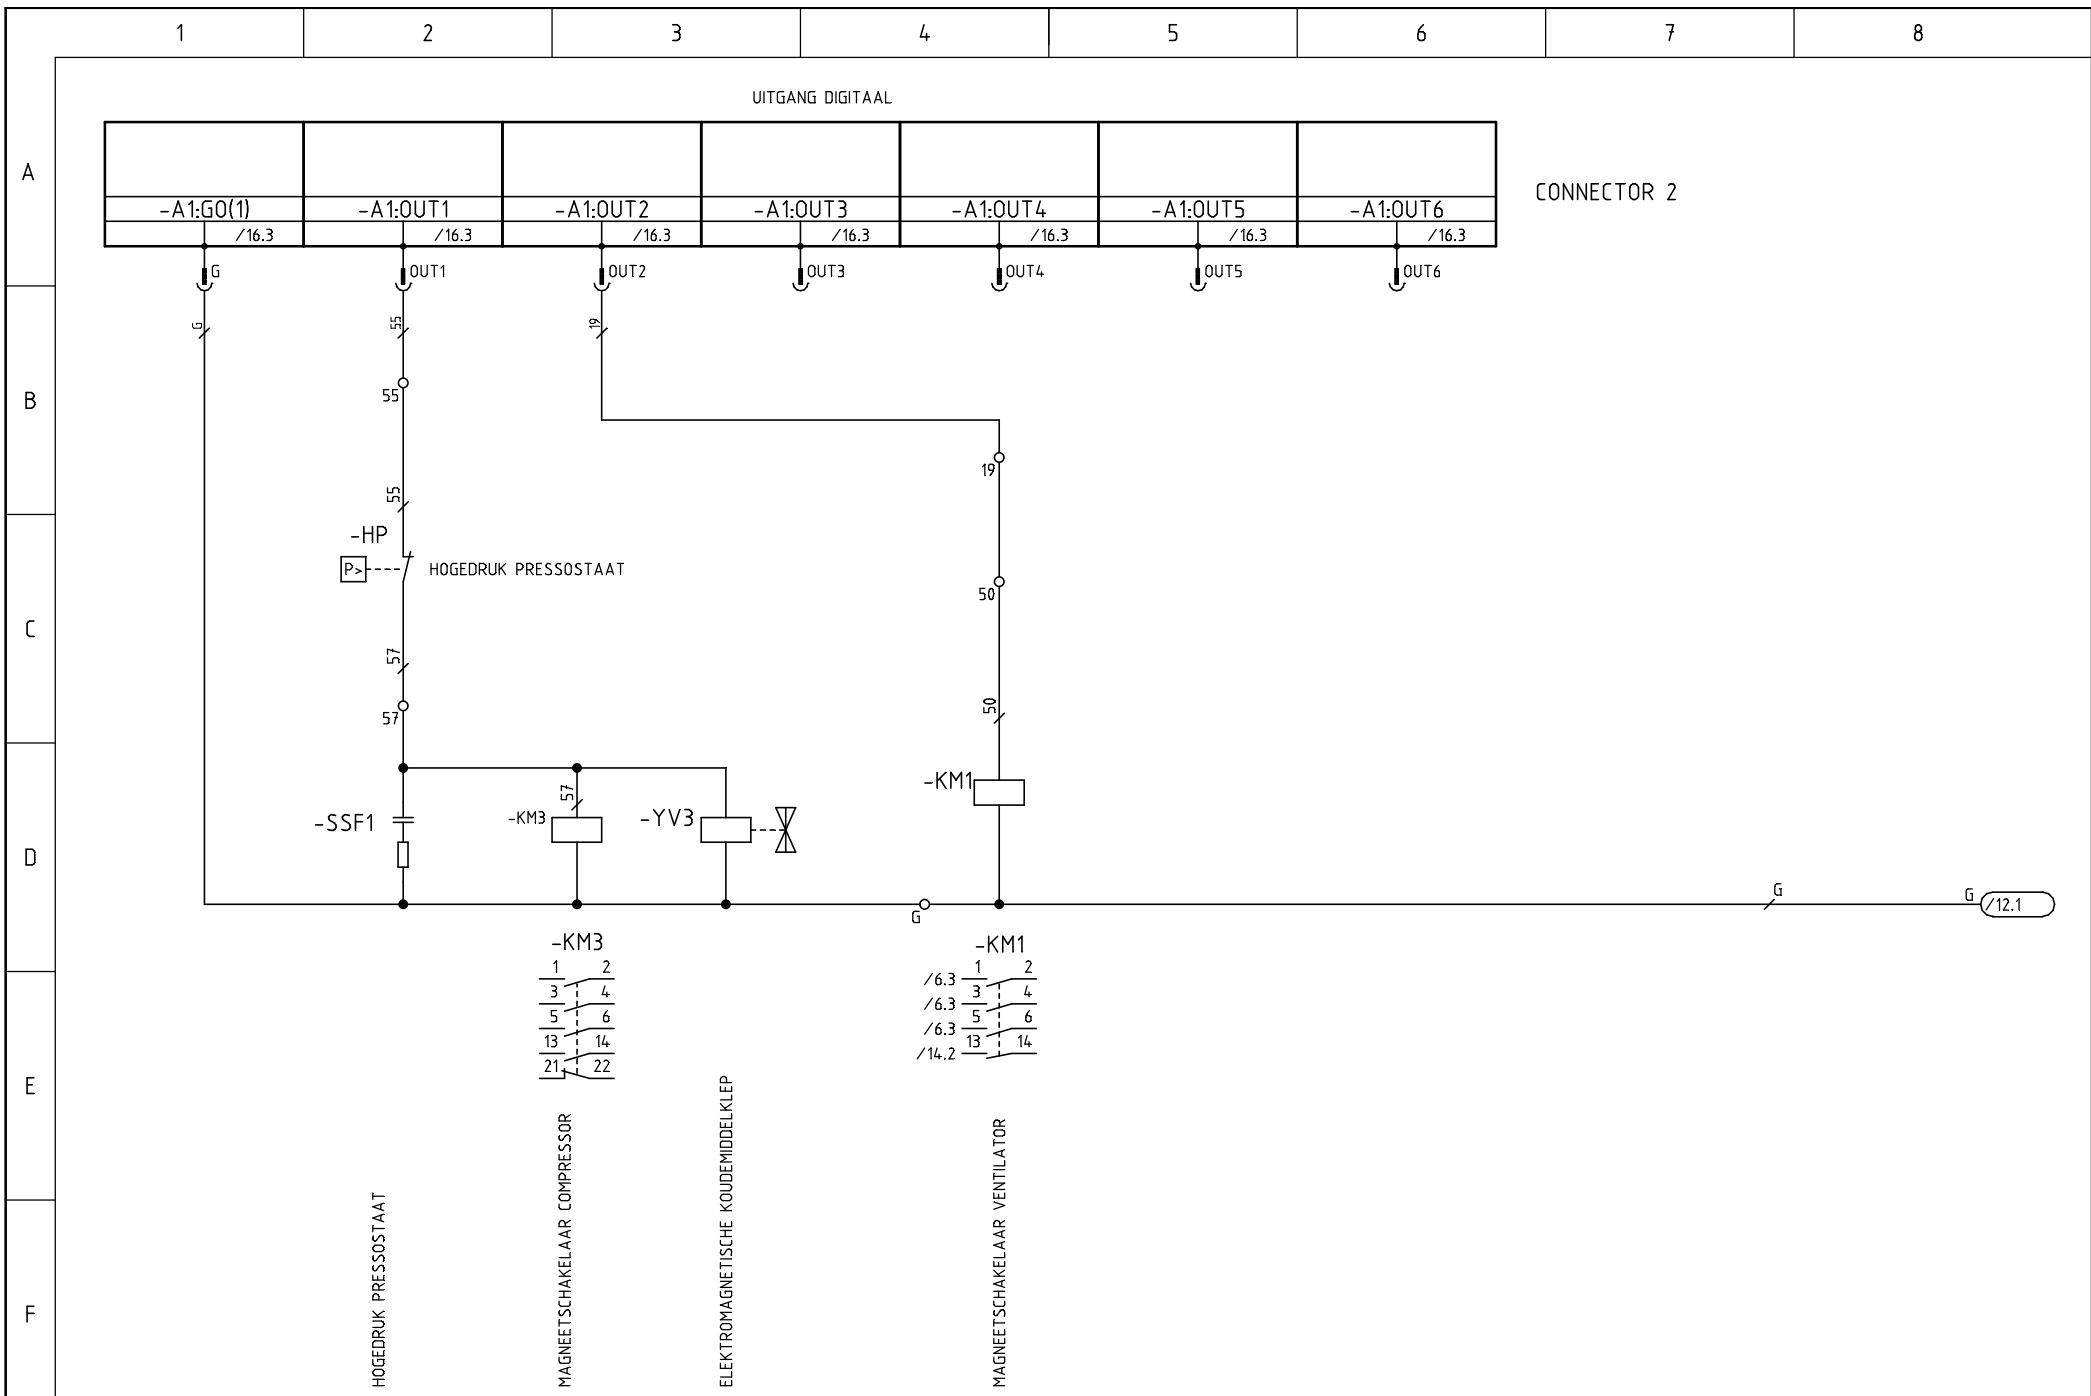 1 2 3 4 5 6 7 8
UITGANG DIGITAAL
A
CONNECTOR 2
-A1:GO(1) -A1:OUT1 -A1:OUT2 -A1:OUT3 -A1:OUT4 -A1:OUT5 -A1:OUT6
/16.3 /16.3 /16.3 /16.3 /16.3 /16.3 /16.3
G OUT1 OUT2 OUT3 OUT4 OUT5 OUT6
G 55 19
B
55
19
55
-HP
P> HOGEDRUK PRESSOSTAAT
50
C
57
57
50
-KM1
57
-SSF1 -KM3 -YV3
D
G
G
G /12.1
-KM3
1 2
3 4
5 6
13 14
21 22
-KM1
/6.3 1 2
/6.3 3 4
/6.3 5 6
/14.2 13 14
E
F
HOGEDRUK PRESSOSTAAT
MAGNEETSCHAKELAAR COMPRESSOR
ELEKTROMAGNETISCHE KOUDEMIDDELKLEP
MAGNEETSCHAKELAAR VENTILATOR